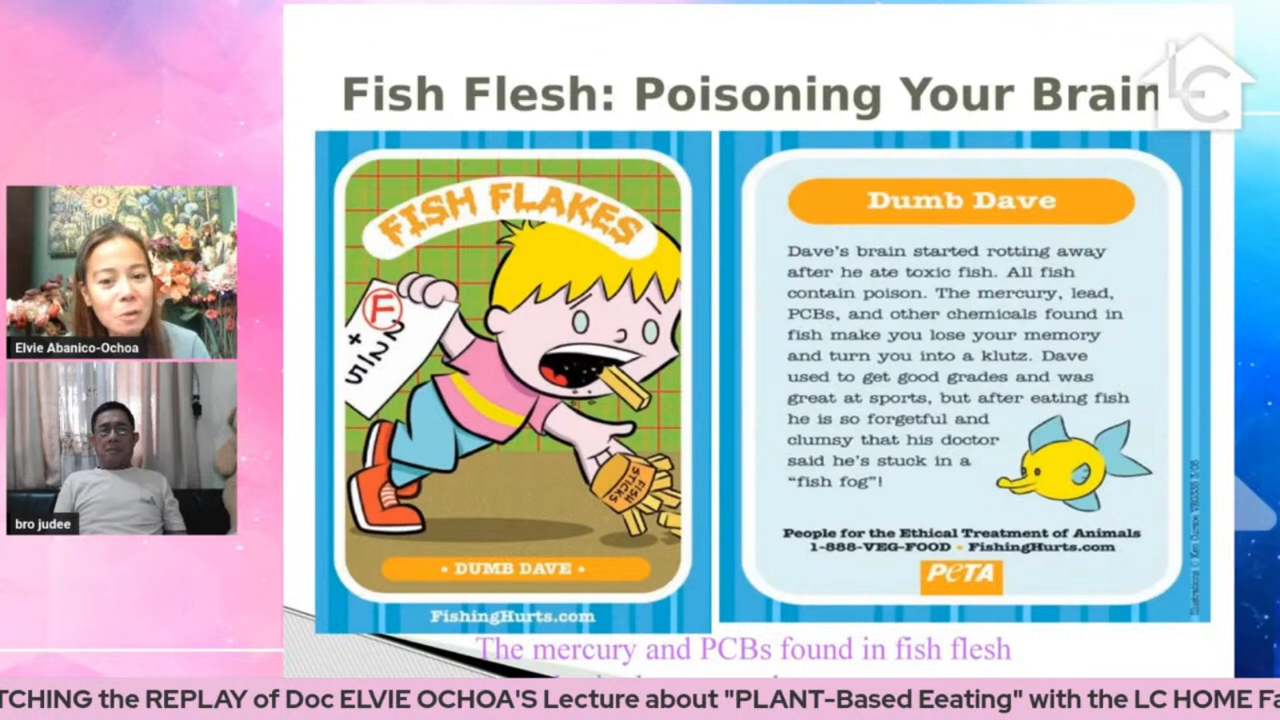 Fish Flesh: Poisoning Your Brain
LC
FISH FLAKES
F
2215
+
FISH
STICKS
• DUMB DAVE •
FishingHurts.com
Dumb Dave
Dave's brain started rotting away
after he ate toxic fish. All fish
contain poison. The mercury, lead,
PCBs, and other chemicals found in
fish make you lose your memory
and turn you into a klutz. Dave
used to get good grades and was
great at sports, but after eating fish
he is so forgetful and
clumsy that his doctor
said he's stuck in a
"fish fog"!
People for the Ethical Treatment of Animals
1-888-VEG-FOOD • FishingHurts.com
PeTA
The mercury and PCBs found in fish flesh
Elvie Abanico-Ochoa
bro judee
TCHING the REPLAY of Doc ELVIE OCHOA'S Lecture about "PLANT-Based Eeating" with the LC HOME Fa